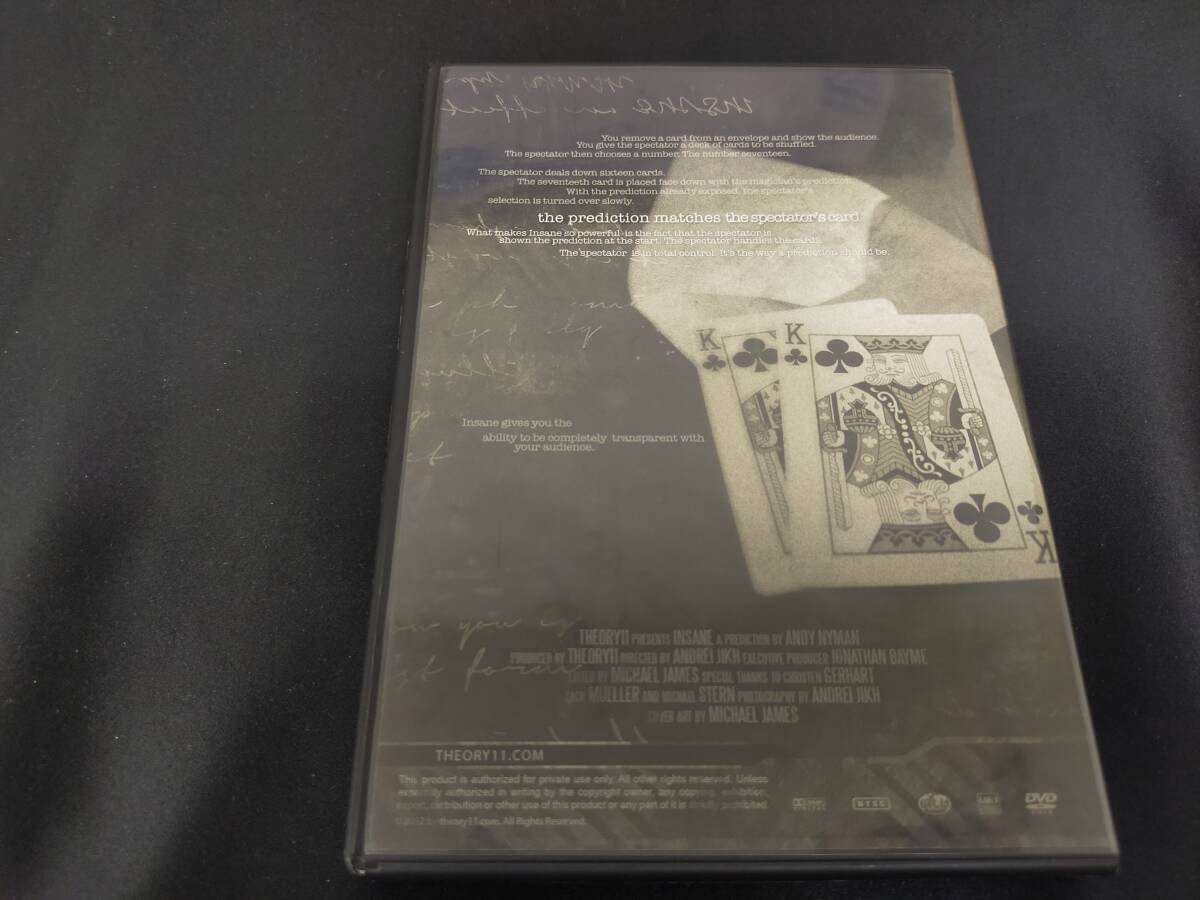 You remove a card from an envelope and show the audience.
You give the spectator a deck of cards to be shuffled.
The spectator then chooses a number. The number seventeen.
The spectator deals down sixteen cards.
The seventeeth card is placed face down with the magician's prediction.
With the prediction already exposed, the spectator's
selection is turned over slowly.
the prediction matches the spectator's card
What makes Insane so powerful is the fact that the spectator is
shown the prediction at the start. The spectator handles the cards.
The spectator is in total control. It's the way a prediction should be.
K K
Insane gives you the
ability to be completely transparent with
your audience.
K
THEORY11 PRESENTS INSANE A PREDICTION BY ANDY NYMAN
PRODUCED BY THEORY11 DIRECTED BY ANDREI JIKH EXECUTIVE PRODUCER JONATHAN BAYME
EDITED BY MICHAEL JAMES SPECIAL THANKS TO CHRISTEN GERHART
ZACH MUELLER AND MICHAEL STERN PHOTOGRAPHY BY ANDREI JIKH
COVER ART BY MICHAEL JAMES
THEORY11.COM
This product is authorized for private use only. All other rights reserved. Unless
expressly authorized in writing by the copyright owner, any copying, exhibition,
export, distribution or other use of this product or any part of it is strictly prohibited.
©2012 by theory11.com. All Rights Reserved.
NTSC
DVD